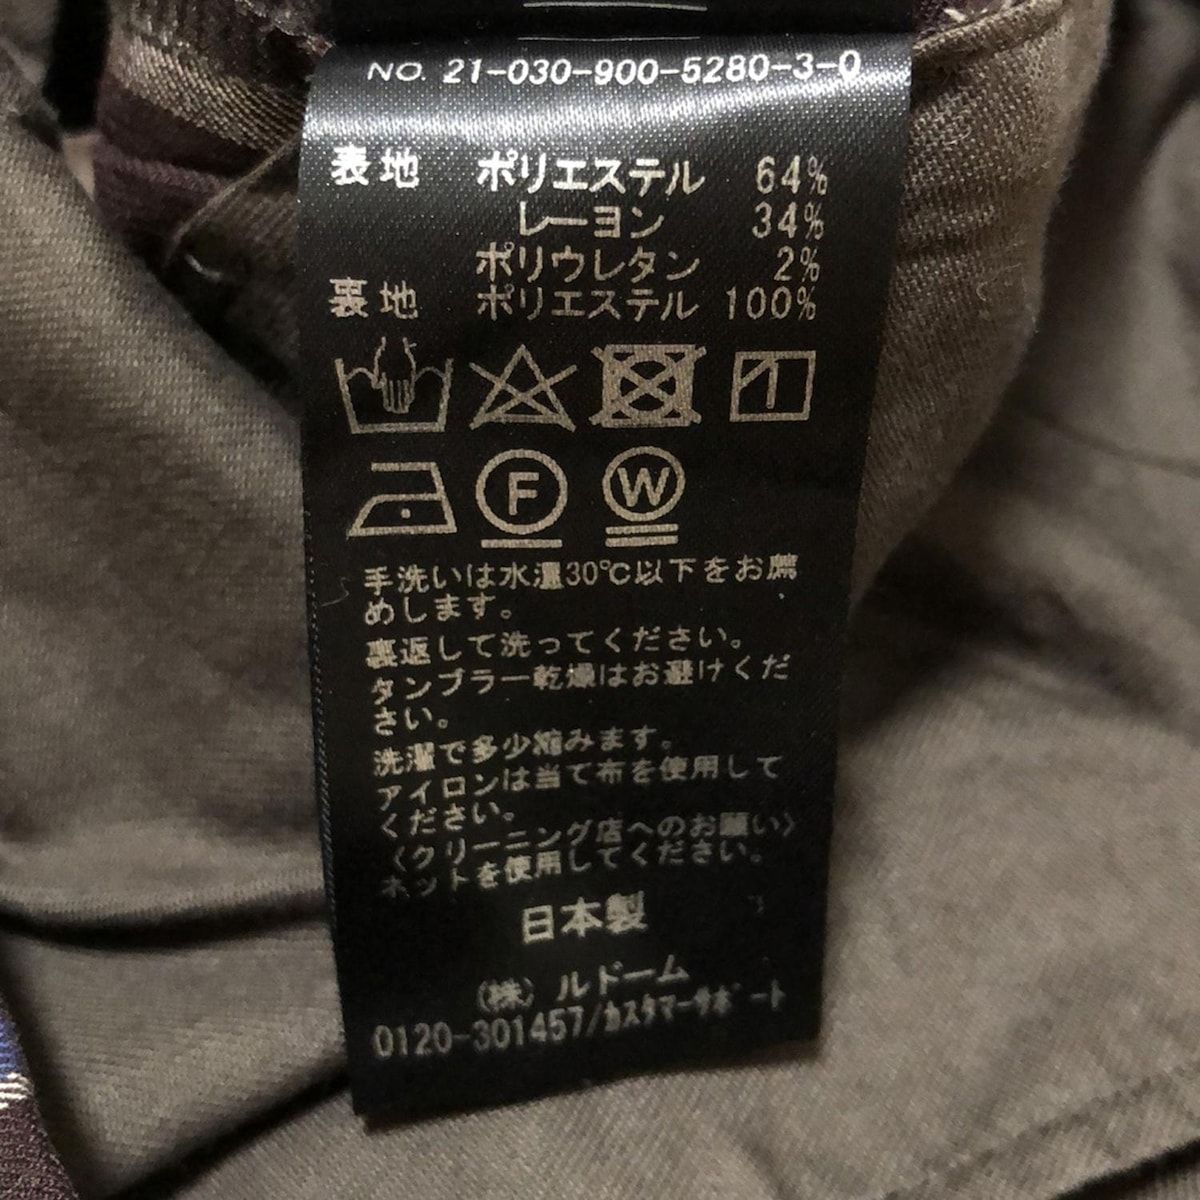 NO. 21-030-900-5280-3-0
表地 ポリエステル 64%
レーヨン 34%
ポリウレタン 2%
裏地 ポリエステル 100%
F W
手洗いは水温30℃以下をお薦
めします。
裏返して洗ってください。
タンブラー乾燥はお避けくだ
さい。
洗濯で多少縮みます。
アイロンは当て布を使用して
ください。
〈クリーニング店へのお願い〉
ネットを使用してください。
日本製
(株) ルドーム
0120-301457/カスタマーサポート